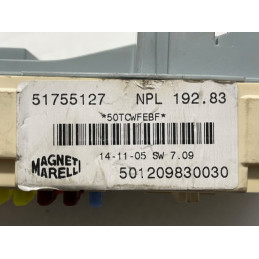 51755127 NPL 192.83
*50TCWFEBF*
14-11-05 SW 7.09
MAGNETI
MARELLI
501209830030